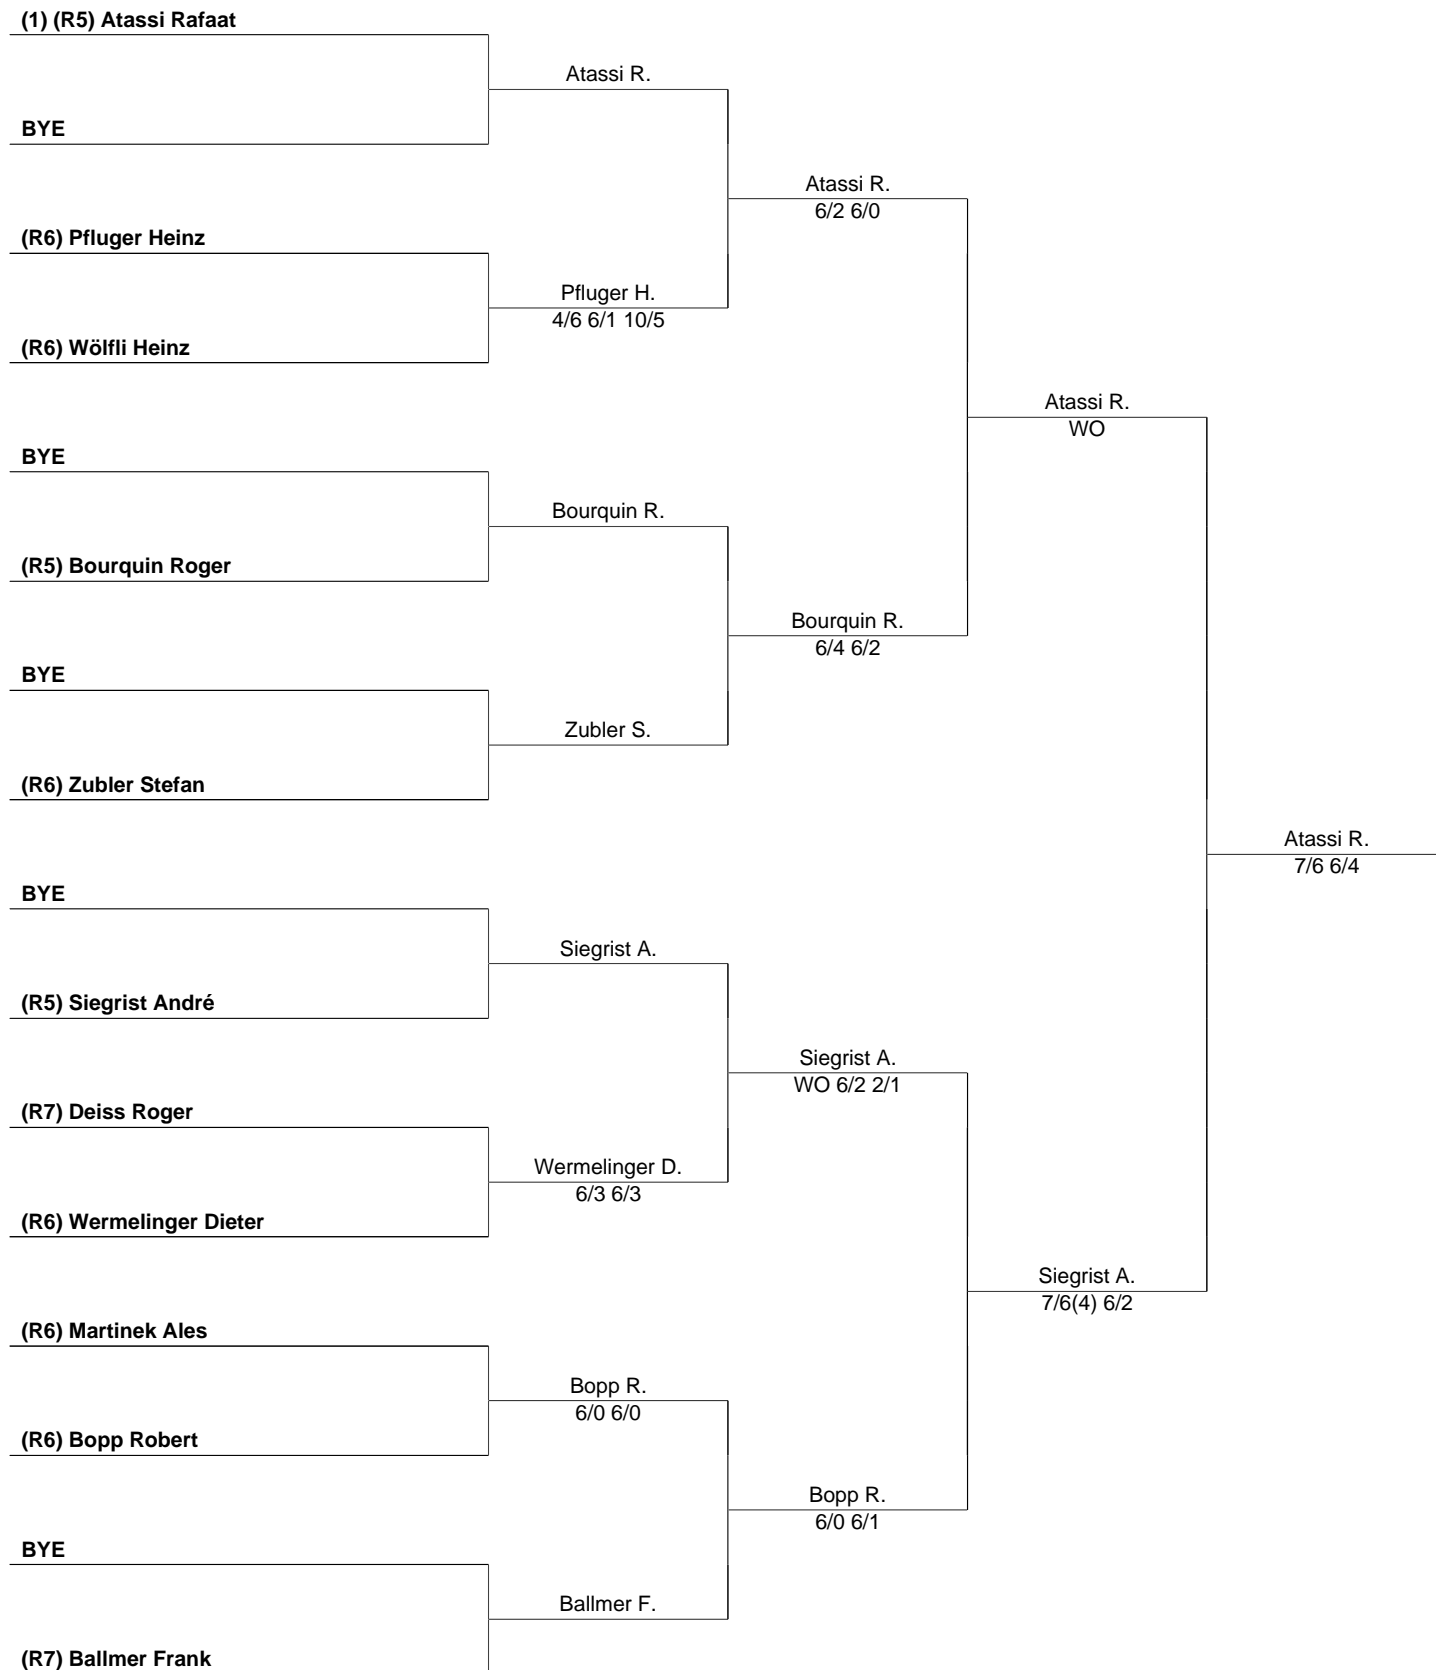 (1) (R5) Atassi Rafaat
Atassi R.
BYE
Atassi R.
6/2 6/0
(R6) Pfluger Heinz
Pfluger H.
4/6 6/1 10/5
(R6) Wölfli Heinz
Atassi R.
WO
BYE
Bourquin R.
(R5) Bourquin Roger
Bourquin R.
6/4 6/2
BYE
Zubler S.
(R6) Zubler Stefan
Atassi R.
7/6 6/4
BYE
Siegrist A.
(R5) Siegrist André
Siegrist A.
WO 6/2 2/1
(R7) Deiss Roger
Wermelinger D.
6/3 6/3
(R6) Wermelinger Dieter
Siegrist A.
7/6(4) 6/2
(R6) Martinek Ales
Bopp R.
6/0 6/0
(R6) Bopp Robert
Bopp R.
6/0 6/1
BYE
Ballmer F.
(R7) Ballmer Frank